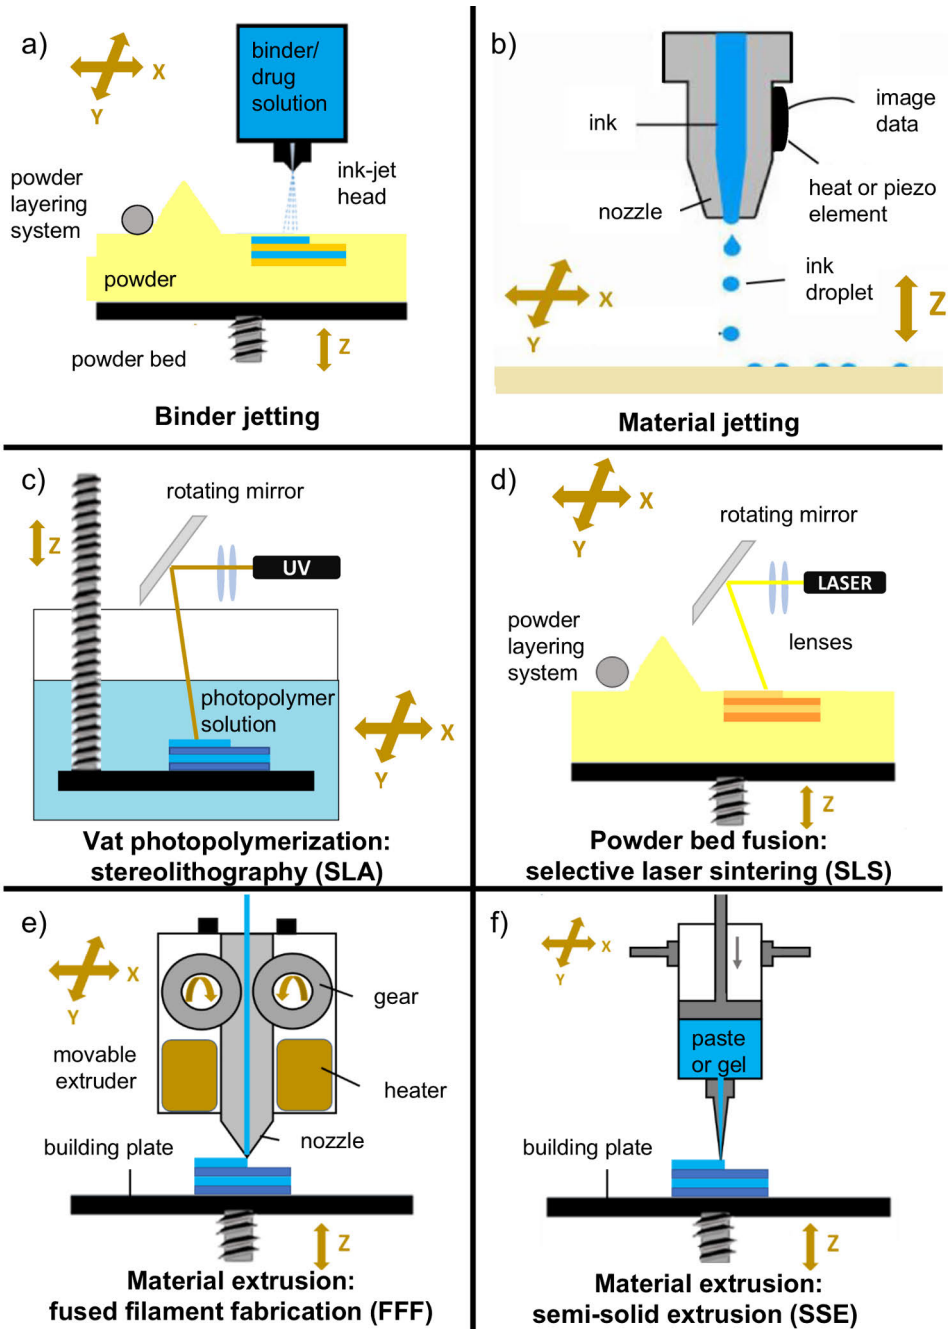 a)
X
Y
binder/
drug
solution
ink-jet
head
powder
layering
system
powder
powder bed
Z
Binder jetting
b)
ink
image
data
nozzle
heat or piezo
element
ink
droplet
X
Y
Z
Material jetting
c)
rotating mirror
Z
UV
photopolymer
solution
X
Y
Vat photopolymerization:
stereolithography (SLA)
d)
X
Y
rotating mirror
LASER
lenses
powder
layering
system
Z
Powder bed fusion:
selective laser sintering (SLS)
e)
X
Y
gear
movable
extruder
heater
nozzle
building plate
Z
Material extrusion:
fused filament fabrication (FFF)
f)
X
Y
paste
or gel
building plate
Z
Material extrusion:
semi-solid extrusion (SSE)